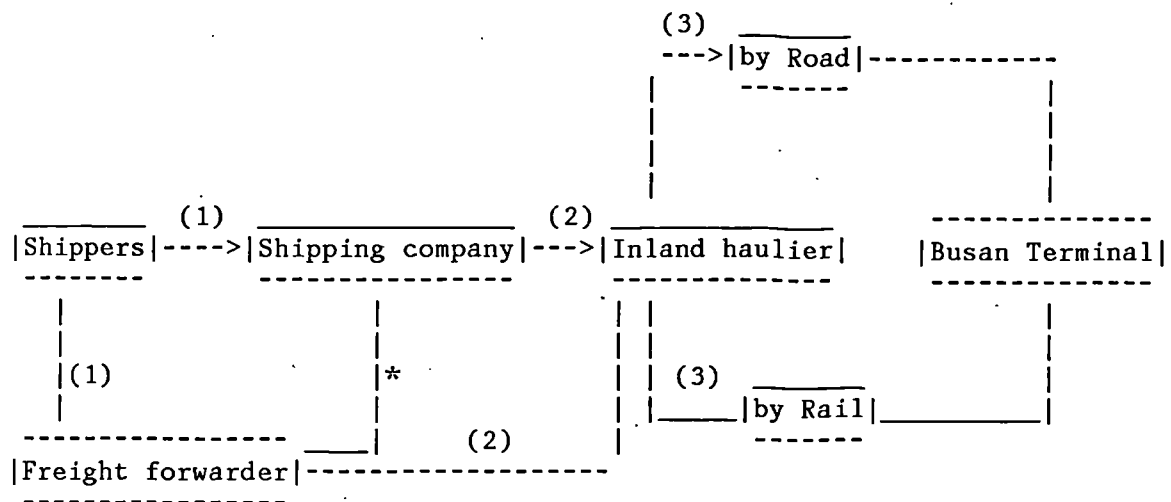 (3)
by Road
(1) (2)
Shippers Shipping company Inland haulier Busan Terminal
(1) * (3)
by Rail
(2)
Freight forwarder